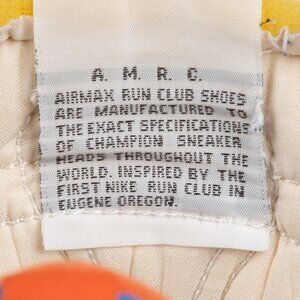 A. M. R. C.
AIRMAX RUN CLUB SHOES
ARE MANUFACTURED TO
THE EXACT SPECIFICATIONS
OF CHAMPION SNEAKER
HEADS THROUGHOUT THE
WORLD. INSPIRED BY THE
FIRST NIKE RUN CLUB IN
EUGENE OREGON.